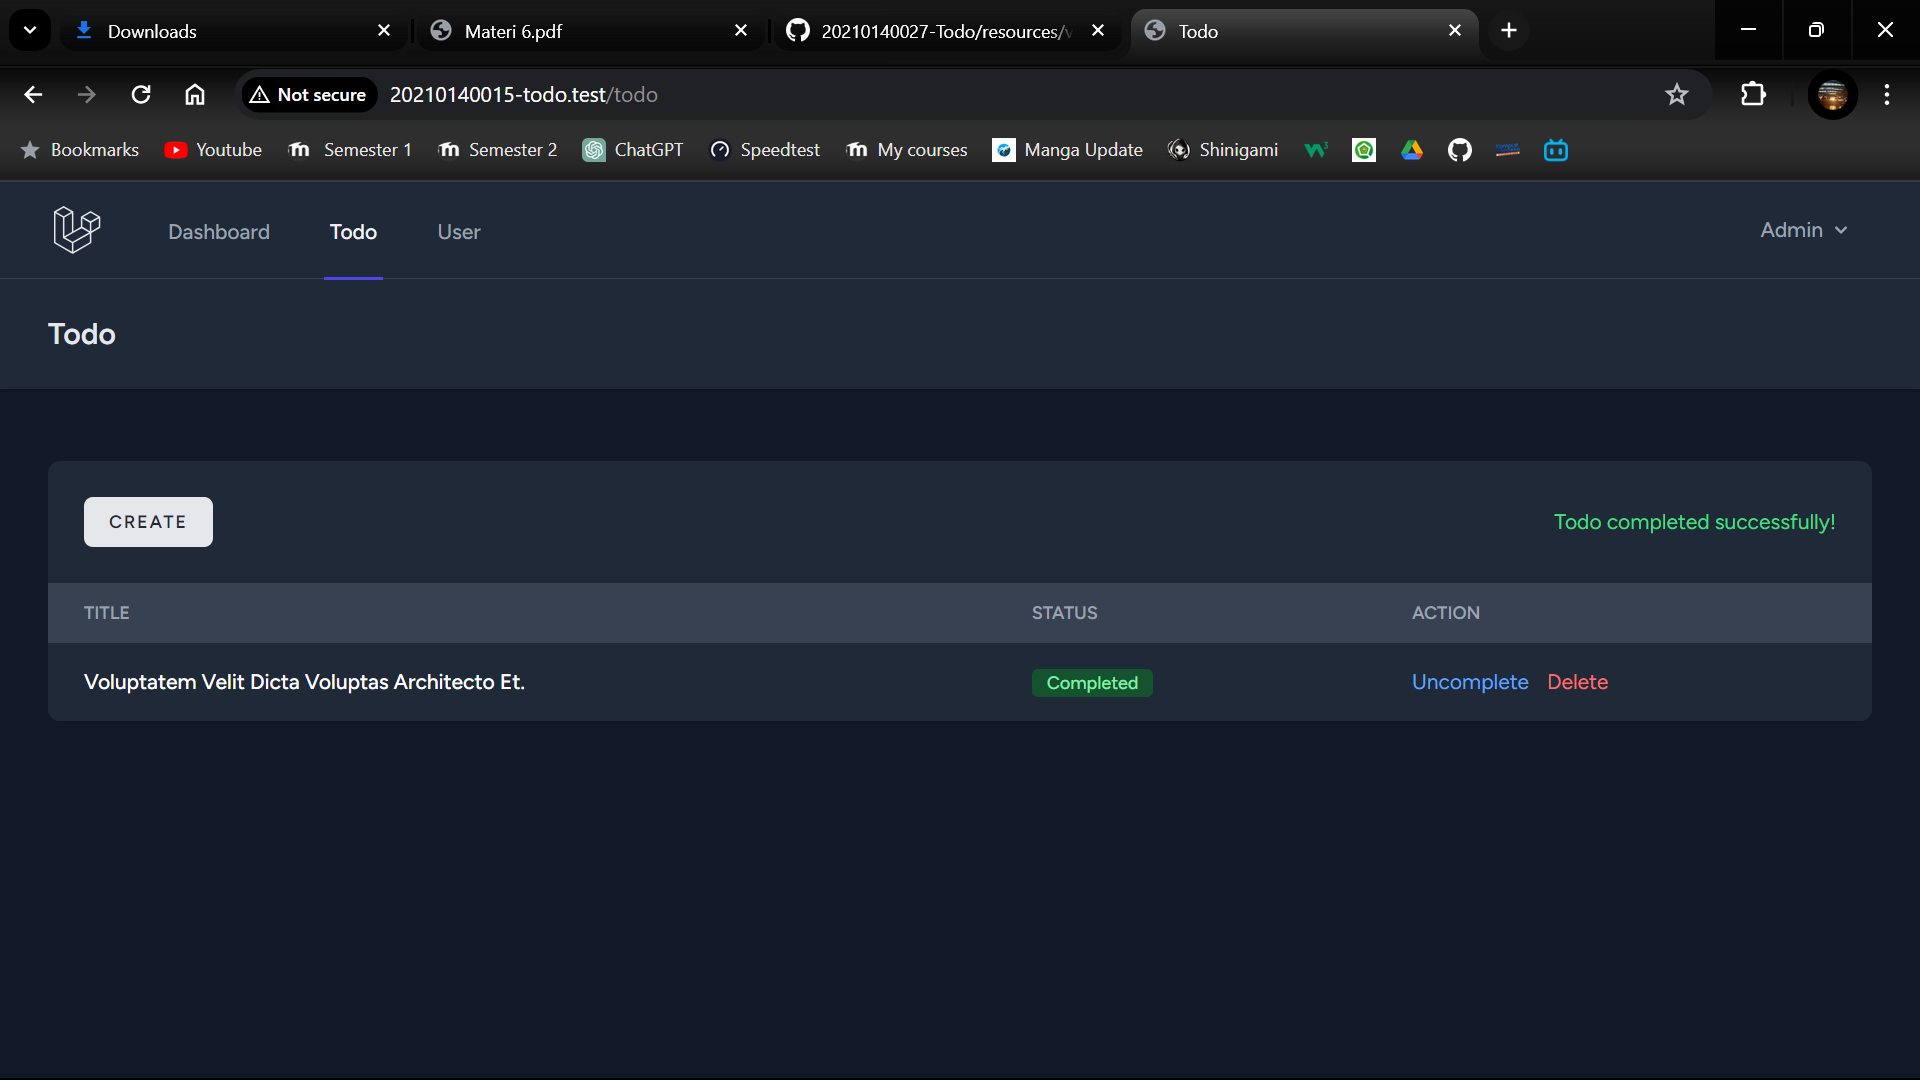 Downloads
Materi 6.pdf
20210140027-Todo/resources/v
Todo
Not secure
20210140015-todo.test/todo
Bookmarks
Youtube
Semester 1
Semester 2
ChatGPT
Speedtest
My courses
Manga Update
Shinigami
Dashboard
Todo
User
Admin
Todo
CREATE
Todo completed successfully!
TITLE
STATUS
ACTION
Voluptatem Velit Dicta Voluptas Architecto Et.
Completed
Uncomplete
Delete